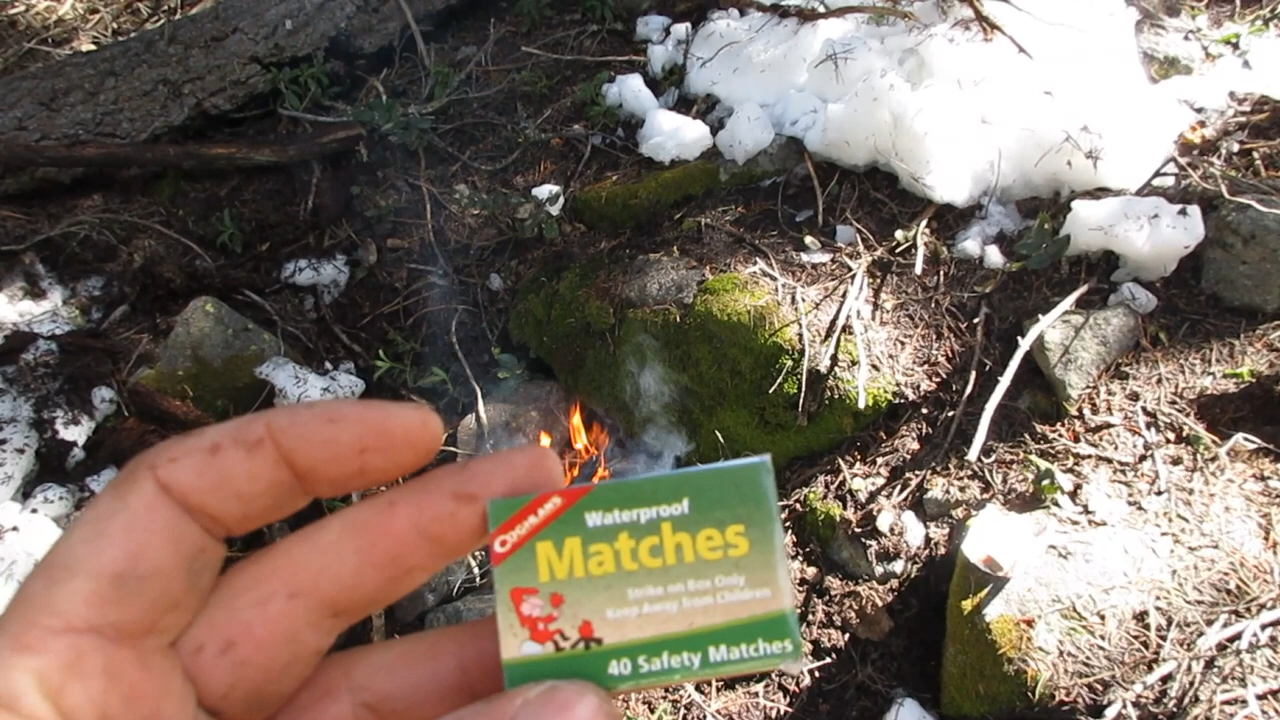 COGHLAN'S
Waterproof
Matches
Strike on Box Only
Keep Away from Children
40 Safety Matches